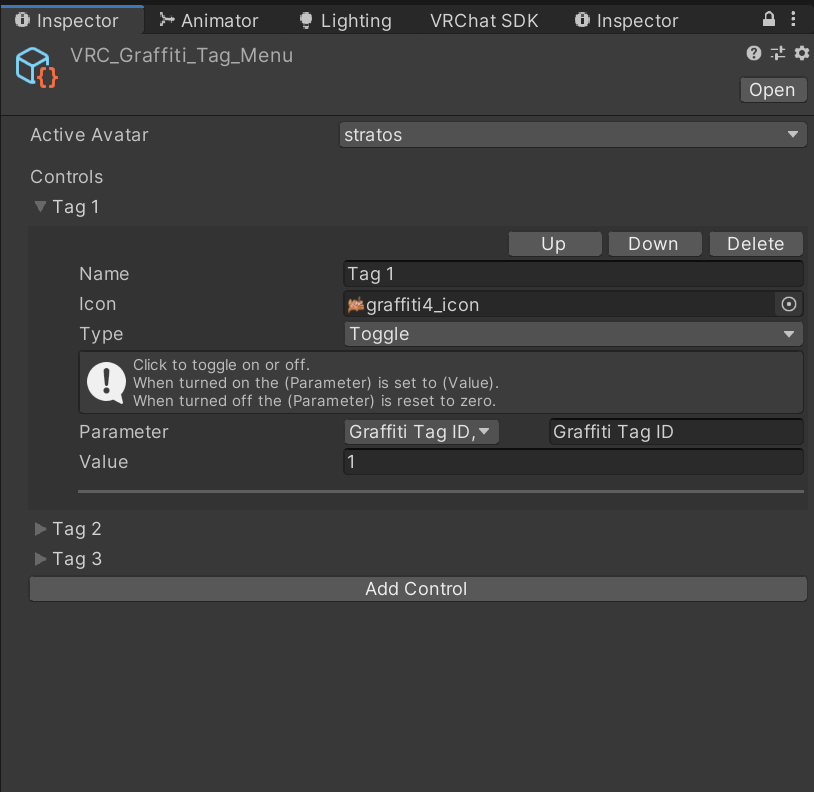 Inspector Animator Lighting VRChat SDK Inspector
VRC_Graffiti_Tag_Menu
Open
Active Avatar stratos
Controls
Tag 1
Up Down Delete
Name Tag 1
Icon graffiti4_icon
Type Toggle
Click to toggle on or off.
When turned on the (Parameter) is set to (Value).
When turned off the (Parameter) is reset to zero.
Parameter Graffiti Tag ID, Graffiti Tag ID
Value 1
Tag 2
Tag 3
Add Control